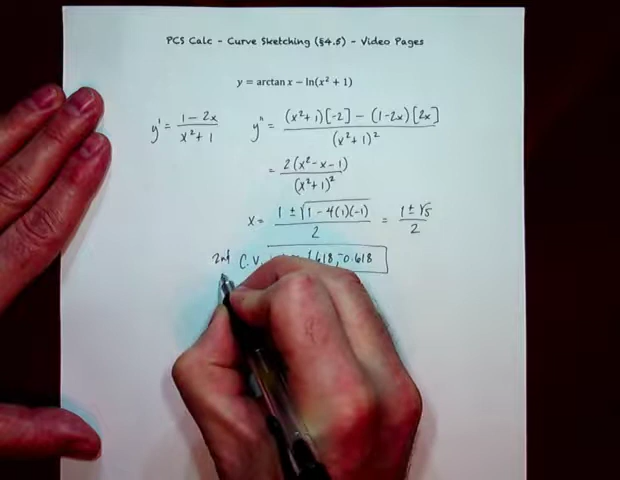 PCS Calc - Curve Sketching (§4.5) - Video Pages
y = arctan x − ln(x² + 1)
y' = (1 - 2x)/(x² + 1) y" = ((x²+1)[-2] - (1-2x)[2x])/(x²+1)²
= 2(x²-x-1)/(x²+1)²
x = (1 ± √(1 - 4(1)(-1)))/2 = (1 ± √5)/2
2nd C.V. 1.618, -0.618